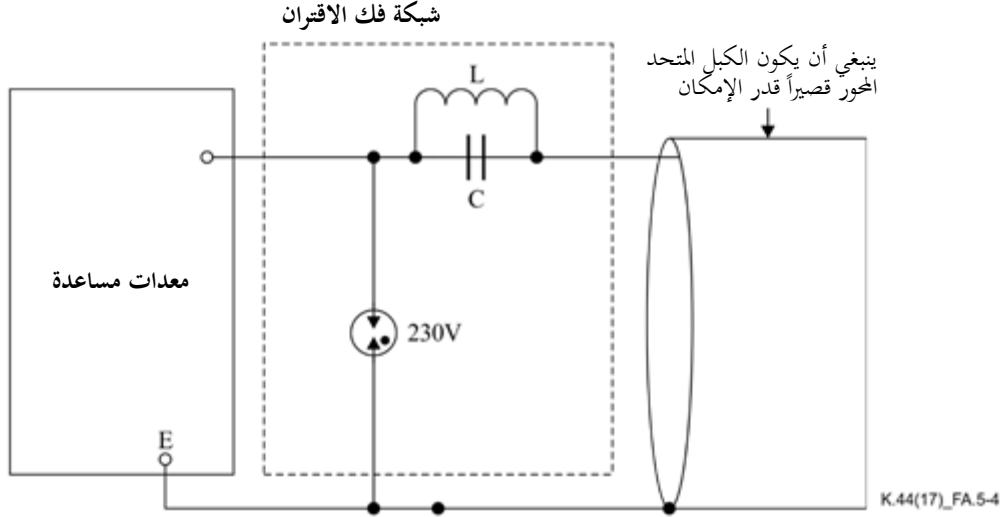 شبكة فك الاقتران
ينبغي أن يكون الكبل المتحد
المحور قصيراً قدر الإمكان
L
C
معدات مساعدة
230V
E
K.44(17)_FA.5-4